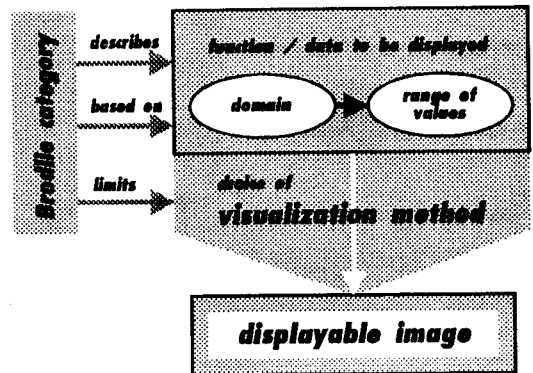 Brodlie category
describes
based on
limits
function / data to be displayed
domain
range of
values
choice of
visualization method
displayable image